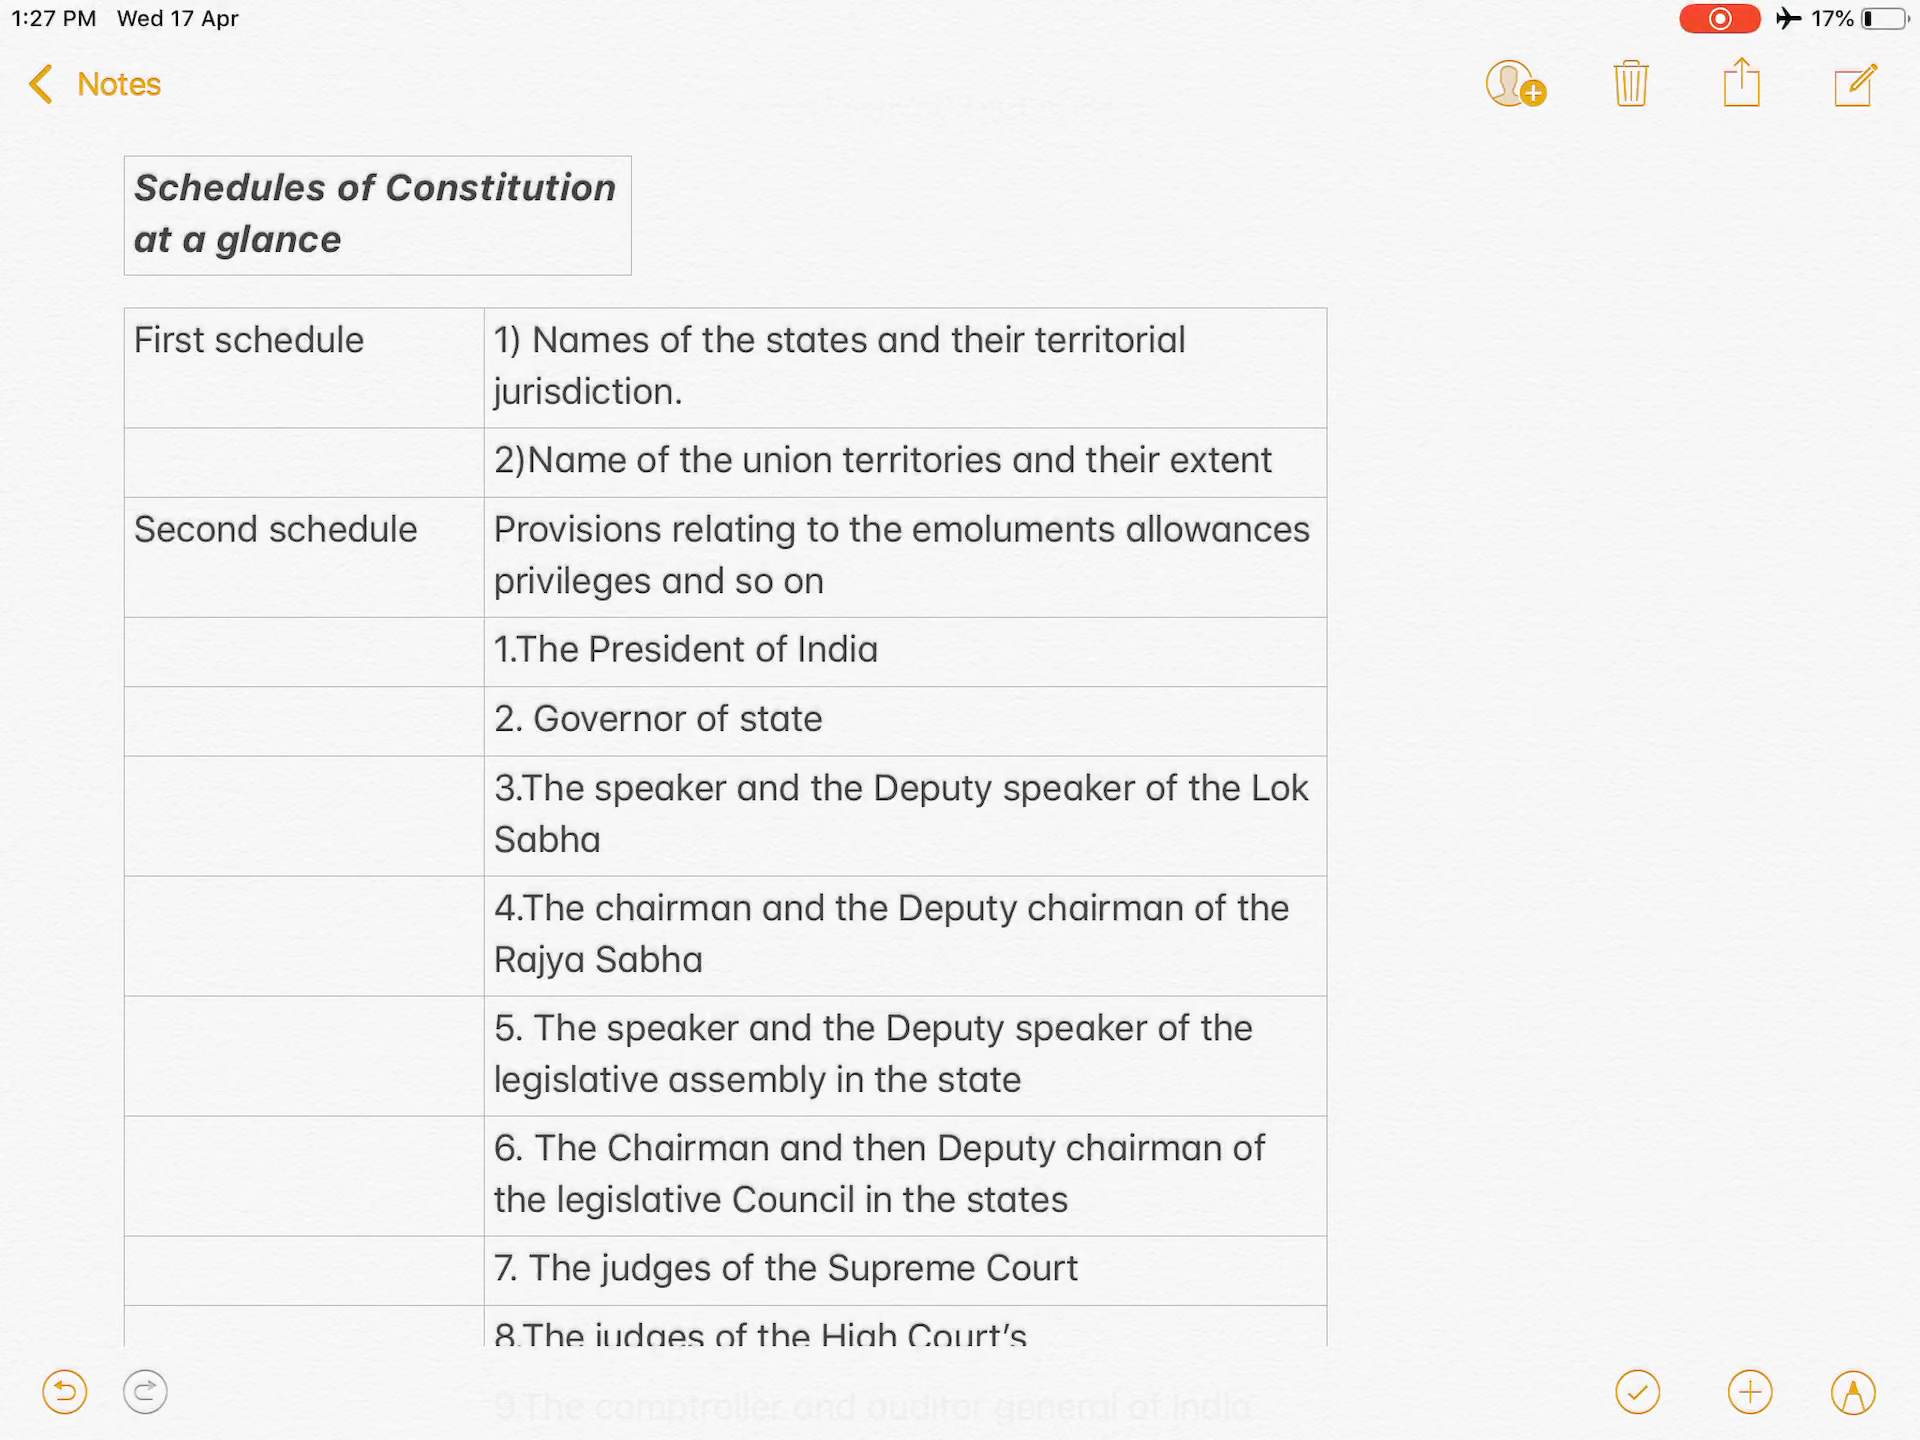 1:27 PM Wed 17 Apr
17%
Notes
Schedules of Constitution
at a glance
First schedule
1) Names of the states and their territorial
jurisdiction.
2)Name of the union territories and their extent
Second schedule
Provisions relating to the emoluments allowances
privileges and so on
1.The President of India
2. Governor of state
3.The speaker and the Deputy speaker of the Lok
Sabha
4.The chairman and the Deputy chairman of the
Rajya Sabha
5. The speaker and the Deputy speaker of the
legislative assembly in the state
6. The Chairman and then Deputy chairman of
the legislative Council in the states
7. The judges of the Supreme Court
8.The judges of the High Court's
9.The comptroller and auditor general of India